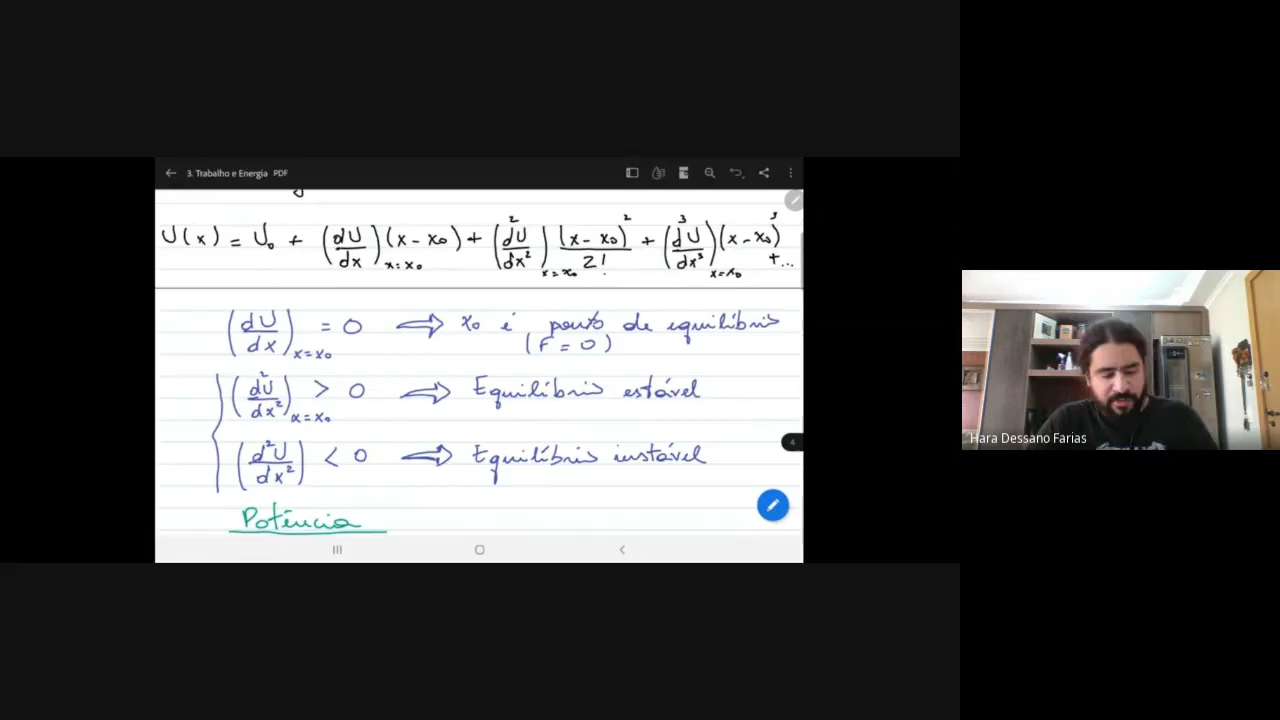 3. Trabalho e Energia PDF
U(x) = U₀ + (dU/dx)ₓ₌ₓ₀ (x - x₀) + (d²U/dx²)ₓ₌ₓ₀ (x - x₀)²/2! + (d³U/dx³)ₓ₌ₓ₀ (x - x₀)³ + ...
(dU/dx)ₓ₌ₓ₀ = 0 ⇒ x₀ é ponto de equilíbrio
(F = 0)
(d²U/dx²)ₓ₌ₓ₀ > 0 ⇒ Equilíbrio estável
4
(d²U/dx²) < 0 ⇒ Equilíbrio instável
Potência
Hara Dessano Farias